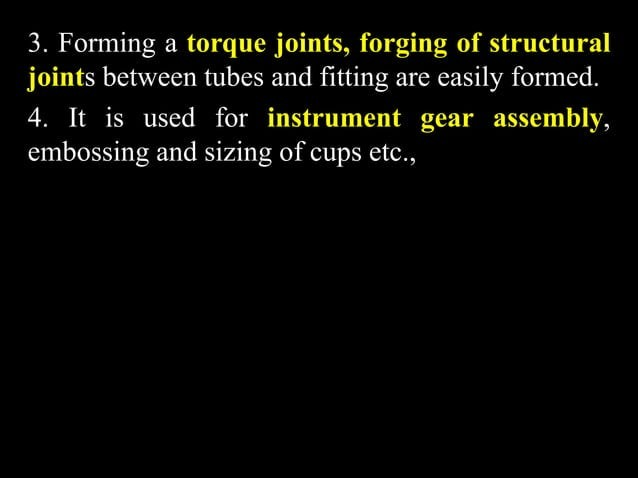 3. Forming a torque joints, forging of structural
joints between tubes and fitting are easily formed.
4. It is used for instrument gear assembly,
embossing and sizing of cups etc.,